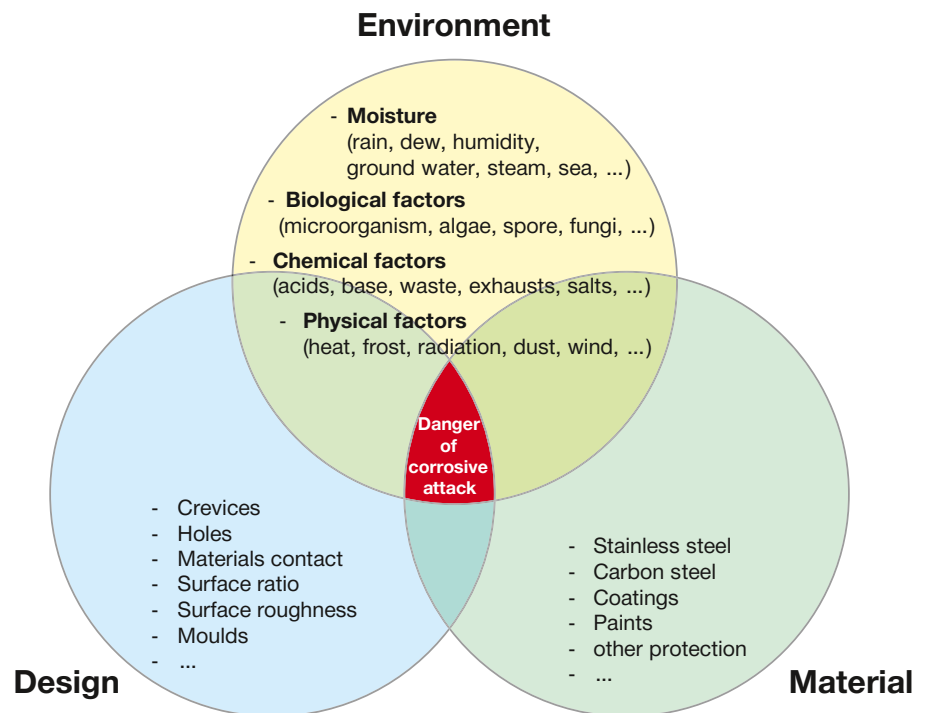 Environment
- Moisture
(rain, dew, humidity,
ground water, steam, sea, ...)
- Biological factors
(microorganism, algae, spore, fungi, ...)
- Chemical factors
(acids, base, waste, exhausts, salts, ...)
- Physical factors
(heat, frost, radiation, dust, wind, ...)
Danger
of
corrosive
attack
- Crevices
- Holes
- Materials contact
- Surface ratio
- Surface roughness
- Moulds
- ...
- Stainless steel
- Carbon steel
- Coatings
- Paints
- other protection
- ...
Design
Material